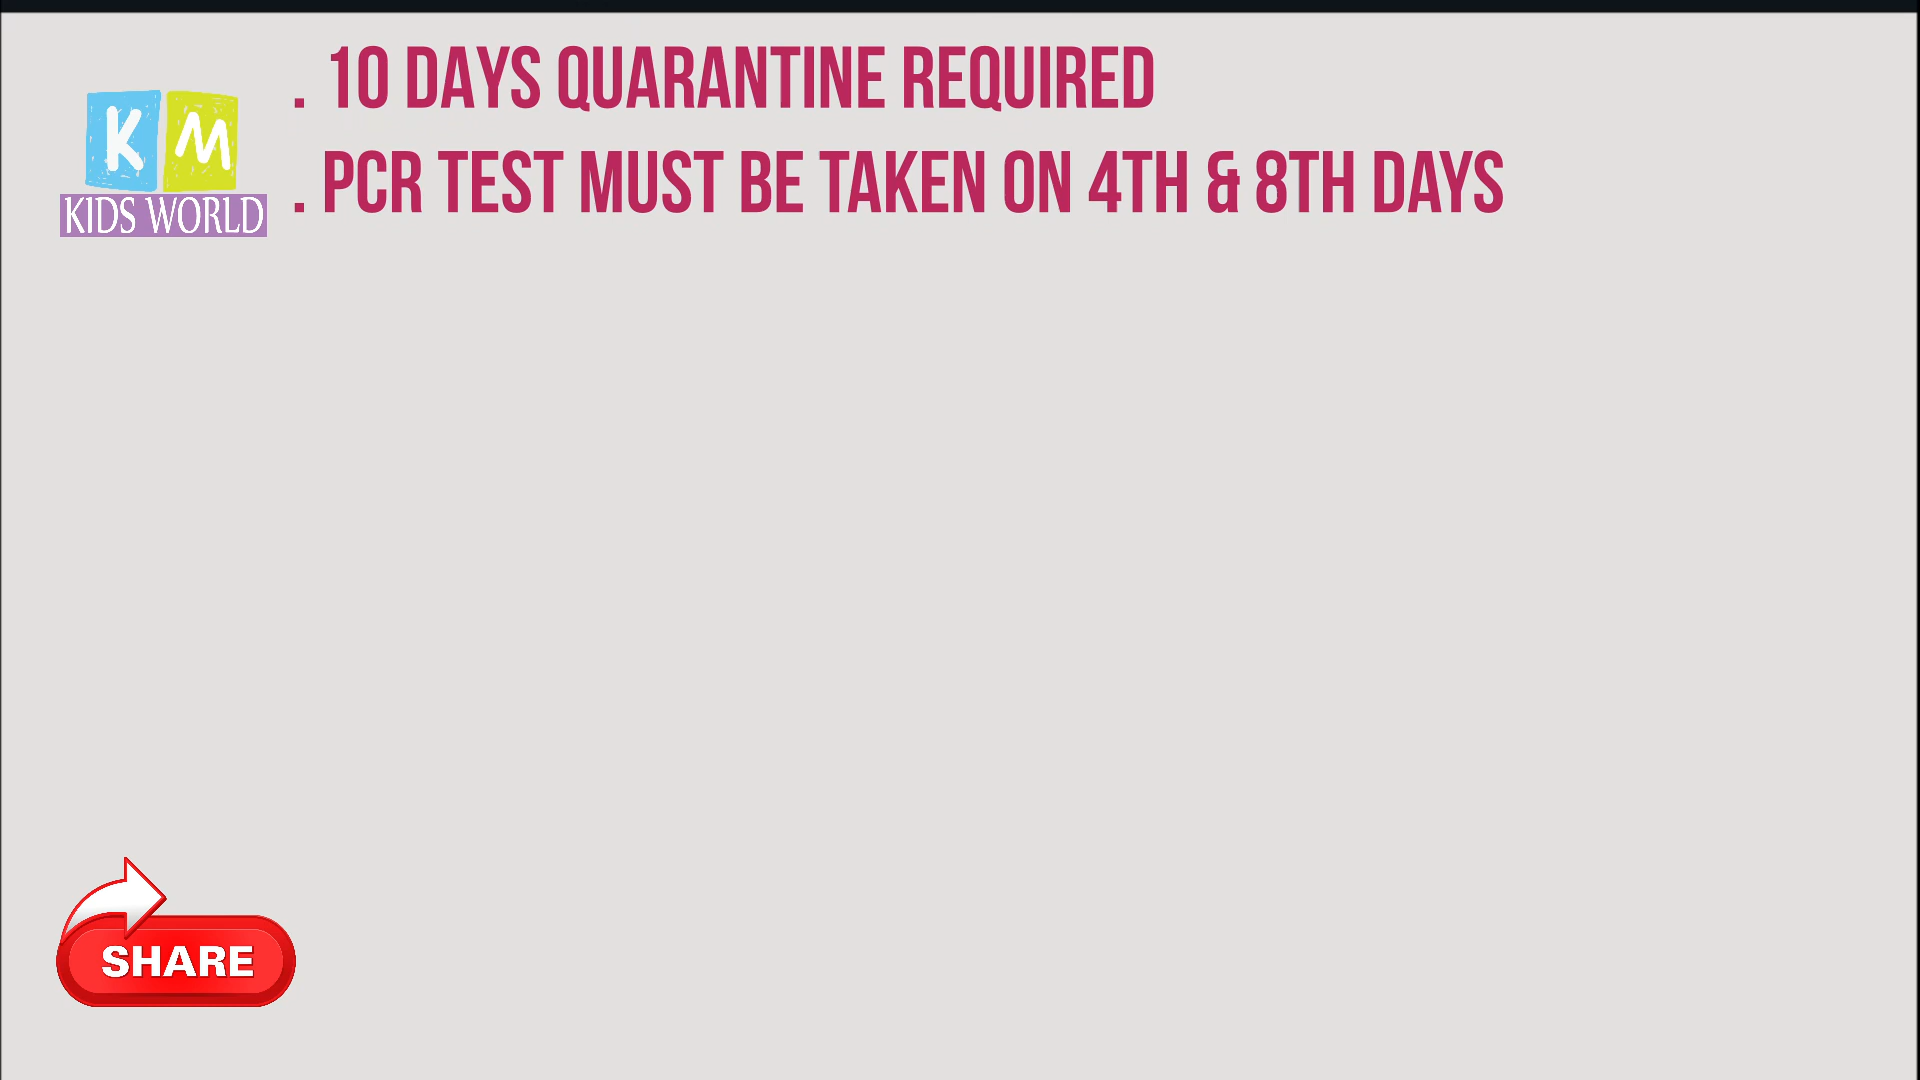 . 10 DAYS QUARANTINE REQUIRED
. PCR TEST MUST BE TAKEN ON 4TH & 8TH DAYS
K M
KIDS WORLD
SHARE